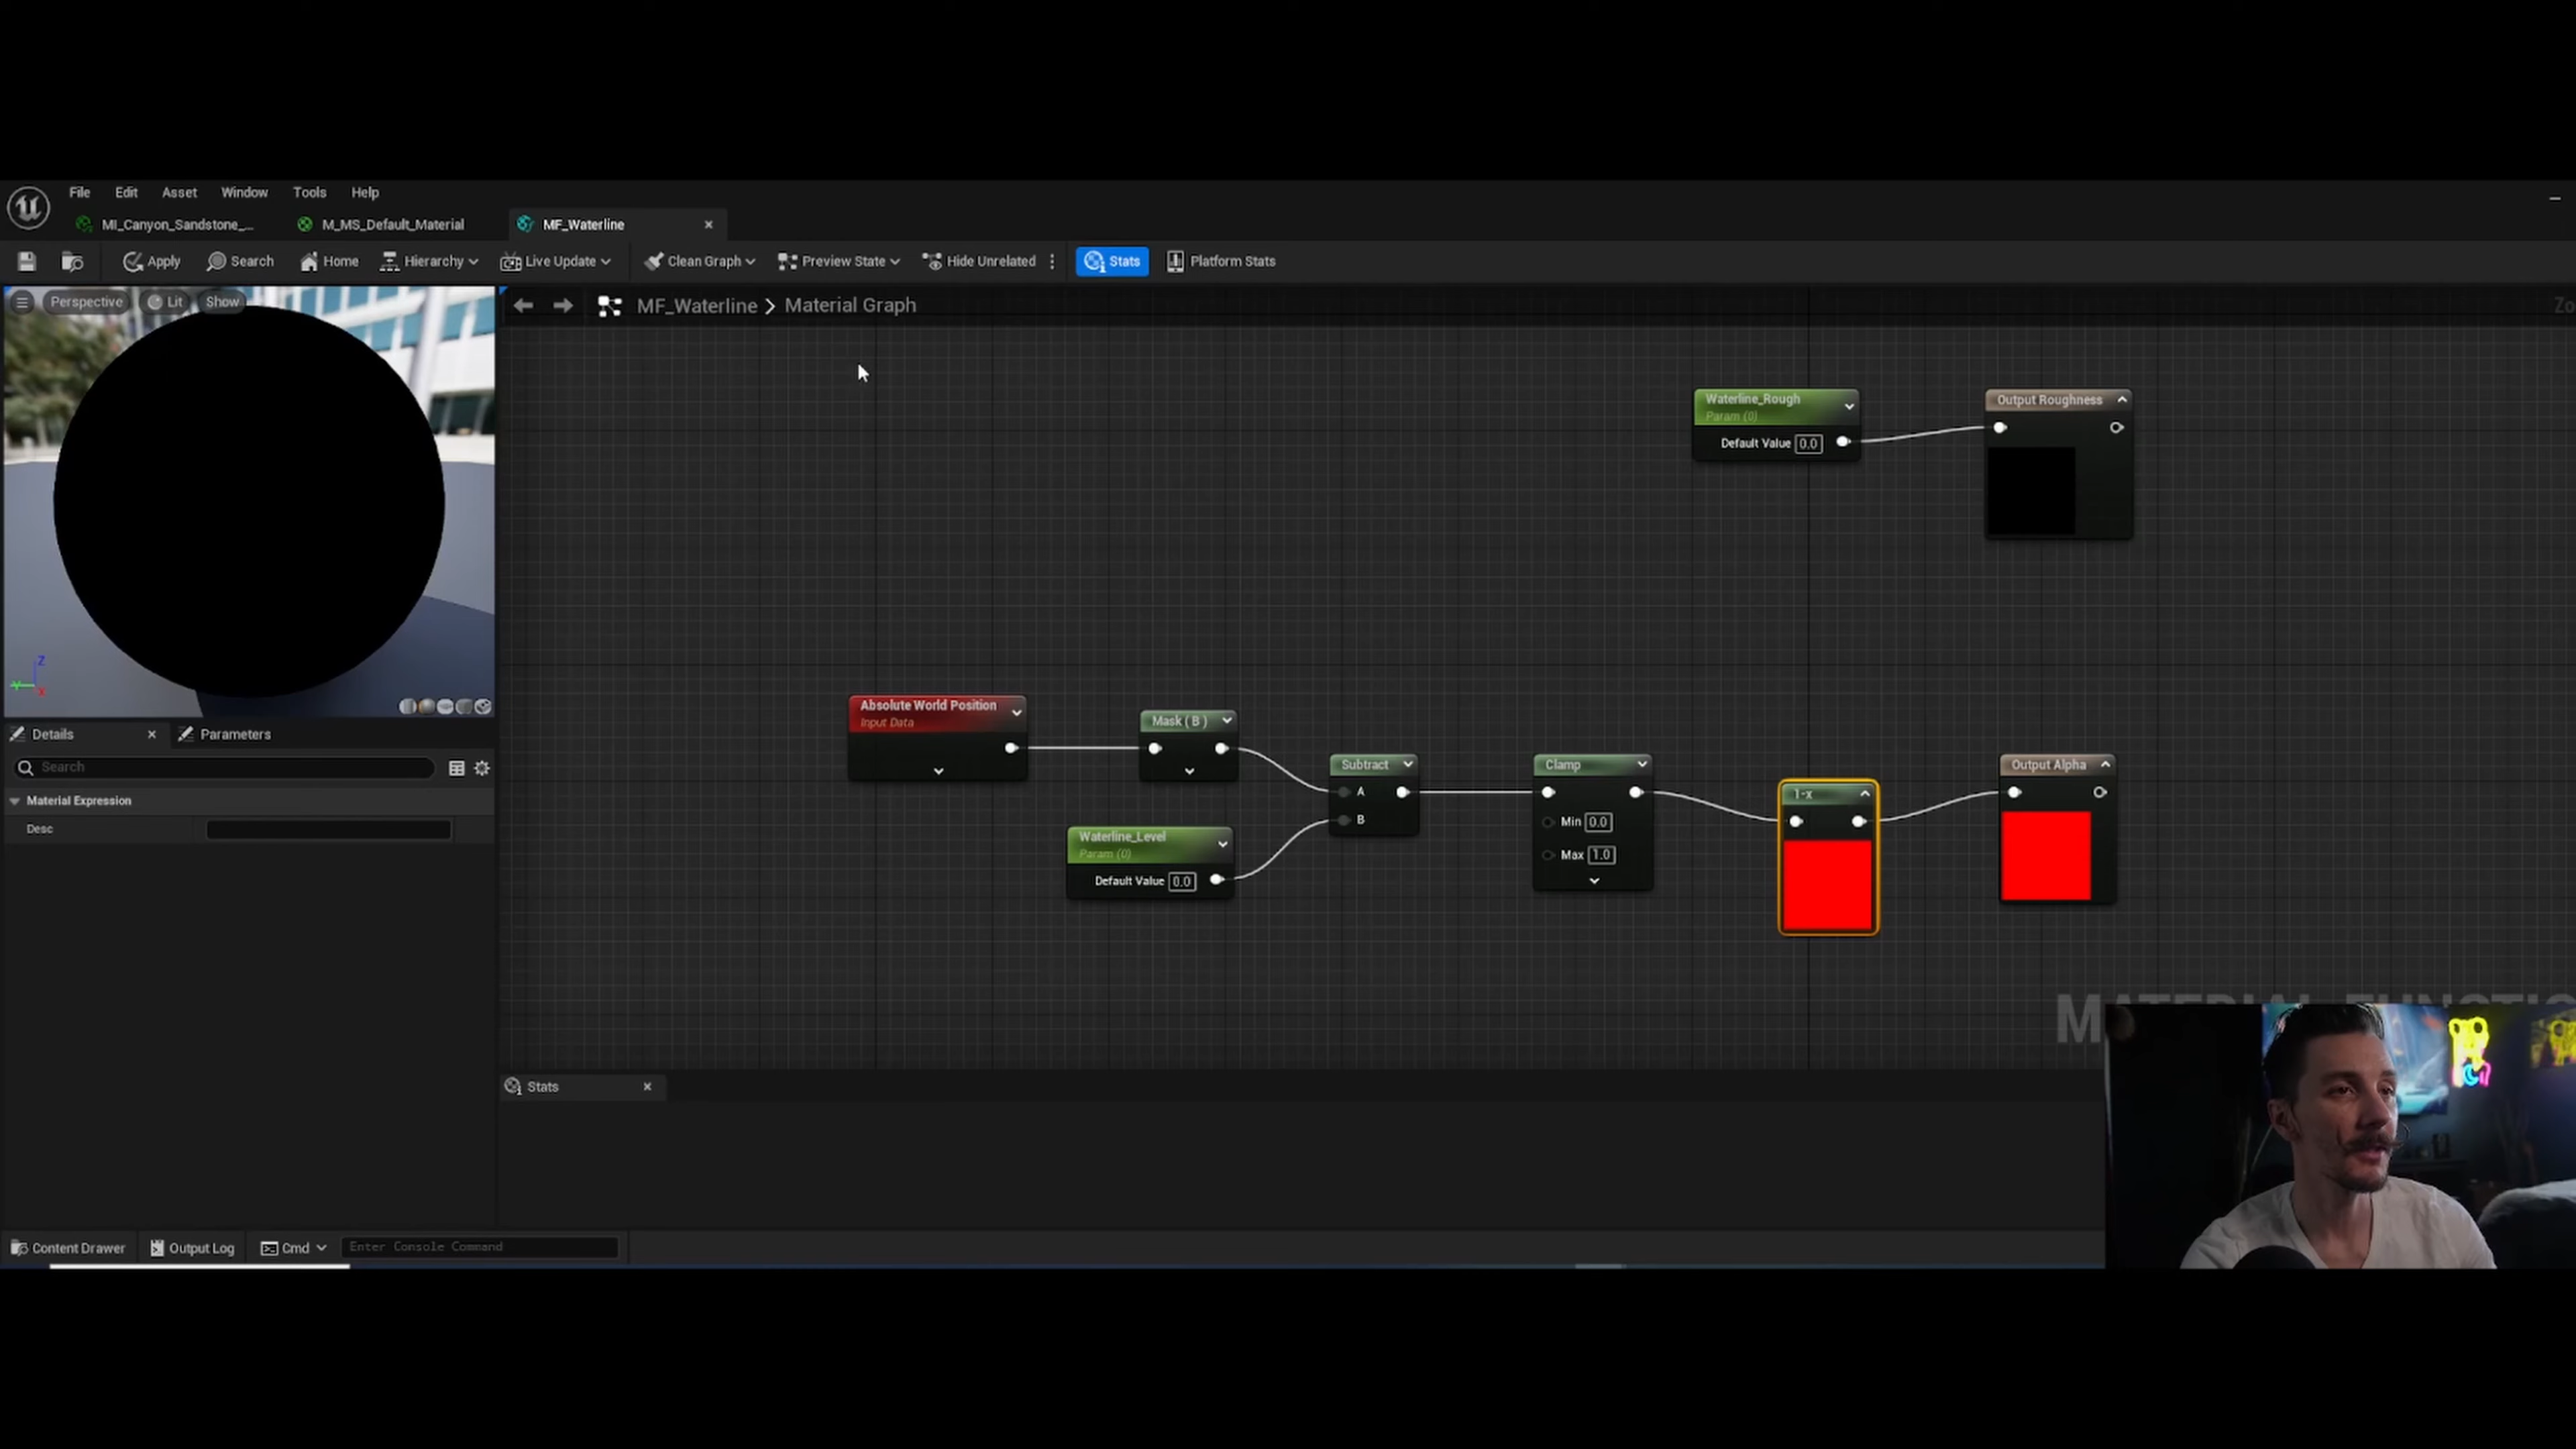 File Edit Asset Window Tools Help
MI_Canyon_Sandstone_... M_MS_Default_Material MF_Waterline
Apply Search Home Hierarchy Live Update Clean Graph Preview State Hide Unrelated Stats Platform Stats
Perspective Lit Show
MF_Waterline > Material Graph
Waterline_Rough
Param (0)
Default Value 0.0
Output Roughness
Z
Y
X
Absolute World Position
Input Data
Mask ( B )
Subtract
A
B
Waterline_Level
Param (0)
Default Value 0.0
Clamp
Min 0.0
Max 1.0
1-x
Output Alpha
Details Parameters
Search
Material Expression
Desc
Stats
Content Drawer Output Log Cmd Enter Console Command